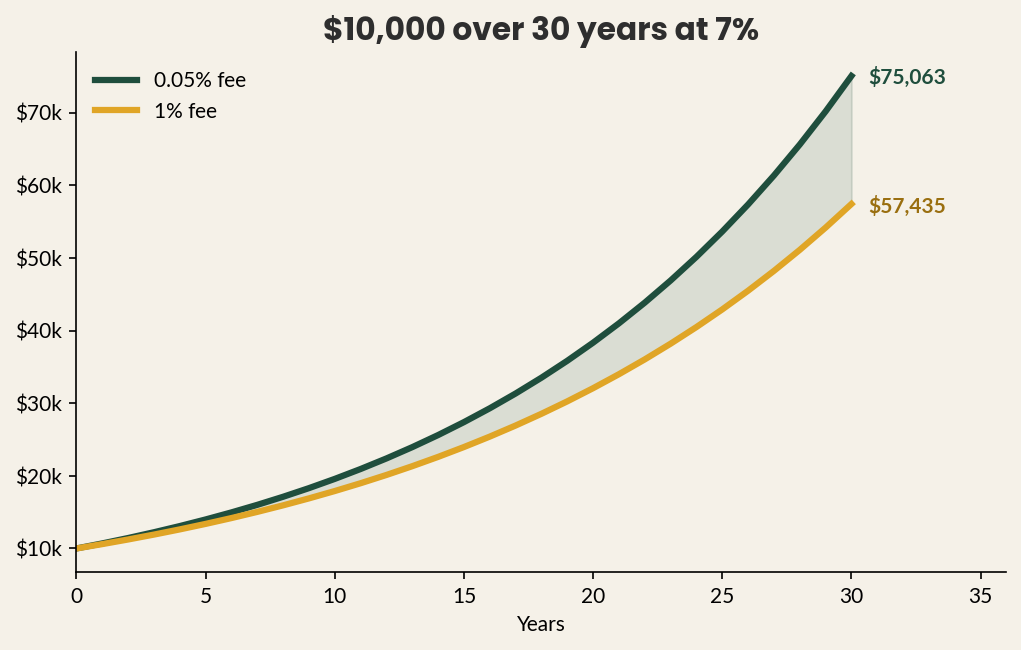 $10,000 over 30 years at 7%
0.05% fee
1% fee
$75,063
$57,435
$70k
$60k
$50k
$40k
$30k
$20k
$10k
0 5 10 15 20 25 30 35
Years